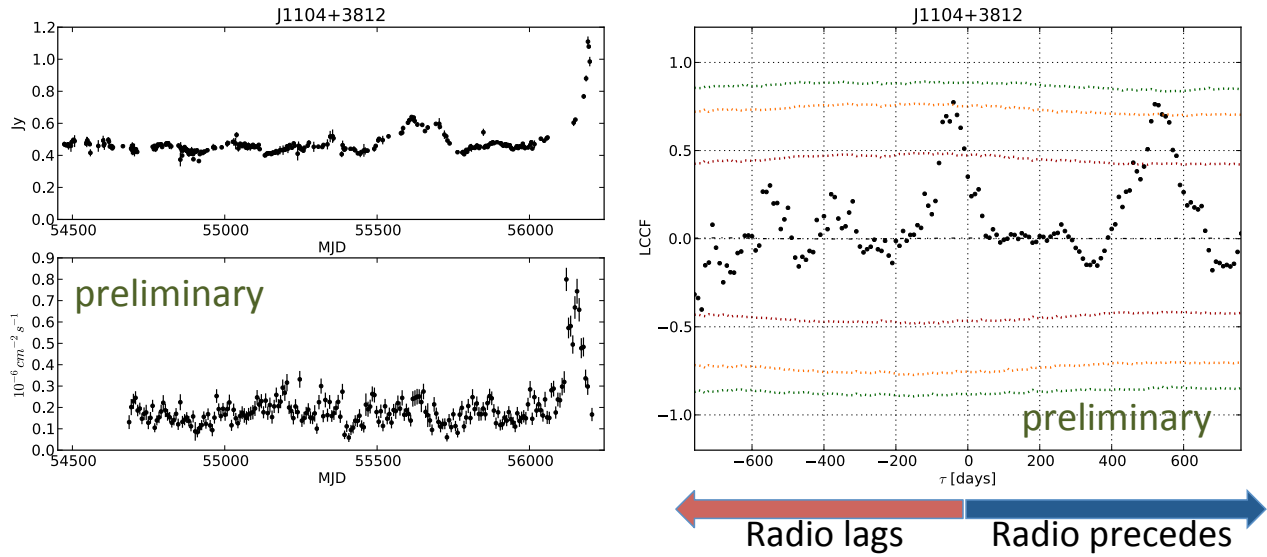 J1104+3812
1.2
1.0
0.8
0.6
0.4
0.2
0.0
Jy
54500 55000 55500 56000
MJD
0.9
0.8
0.7
0.6
0.5
0.4
0.3
0.2
0.1
0.0
10⁻⁶ cm⁻² s⁻¹
preliminary
54500 55000 55500 56000
MJD
J1104+3812
1.0
0.5
0.0
−0.5
−1.0
LCCF
preliminary
−600 −400 −200 0 200 400 600
τ [days]
Radio lags Radio precedes